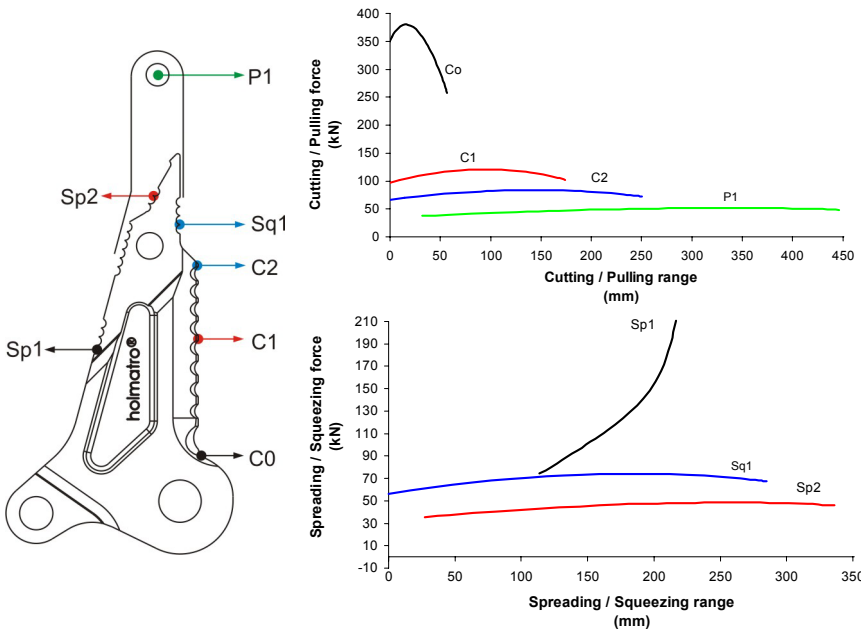 P1
Sp2
Sq1
C2
C1
Sp1
C0
holmatro®
Cutting / Pulling force
(kN)
400
350
300
250
200
150
100
50
0
Co
C1
C2
P1
0 50 100 150 200 250 300 350 400 450
Cutting / Pulling range
(mm)
Spreading / Squeezing force
(kN)
210
190
170
150
130
110
90
70
50
30
10
-10
Sp1
Sq1
Sp2
0 50 100 150 200 250 300 350
Spreading / Squeezing range
(mm)